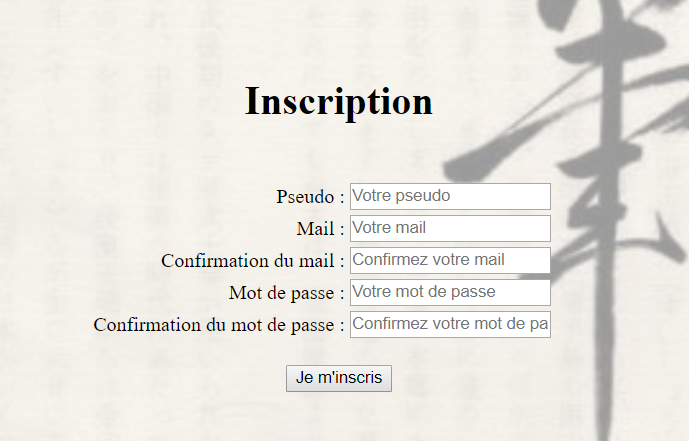 Inscription
Pseudo : Votre pseudo
Mail : Votre mail
Confirmation du mail : Confirmez votre mail
Mot de passe : Votre mot de passe
Confirmation du mot de passe : Confirmez votre mot de pa
Je m'inscris